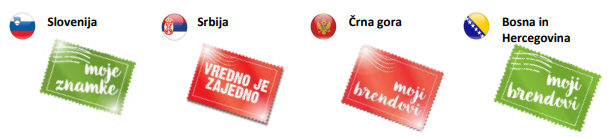 Slovenija
moje
znamke
Srbija
VREDNO JE
ZAJEDNO
Črna gora
moji
brendovi
Bosna in
Hercegovina
moji
brendovi